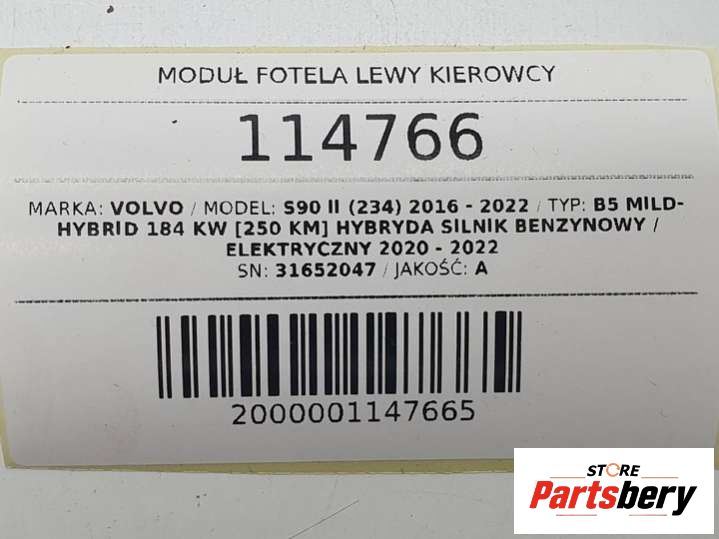 MODUŁ FOTELA LEWY KIEROWCY
114766
MARKA: VOLVO / MODEL: S90 II (234) 2016 - 2022 / TYP: B5 MILD-
HYBRID 184 KW [250 KM] HYBRYDA SILNIK BENZYNOWY /
ELEKTRYCZNY 2020 - 2022
SN: 31652047 / JAKOŚĆ: A
2000001147665
STORE
Partsbery